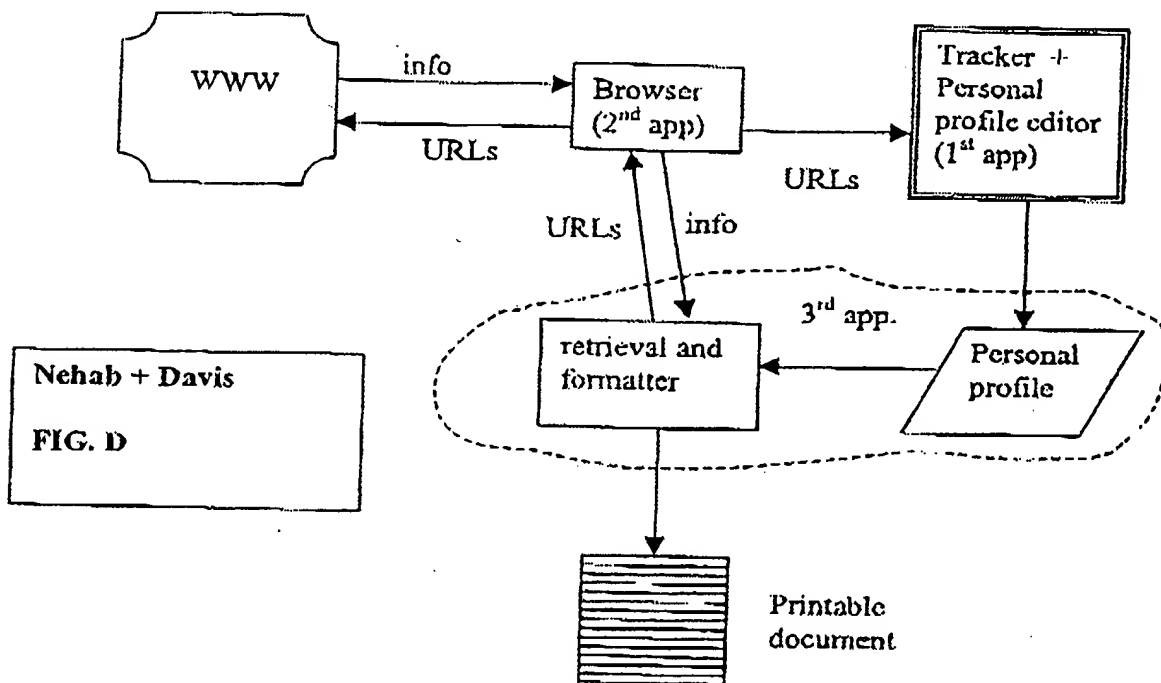 WWW
info
URLs
Browser
(2nd app)
URLs
Tracker +
Personal
profile editor
(1st app)
URLs
info
3rd app.
retrieval and
formatter
Personal
profile
Nehab + Davis
FIG. D
Printable
document